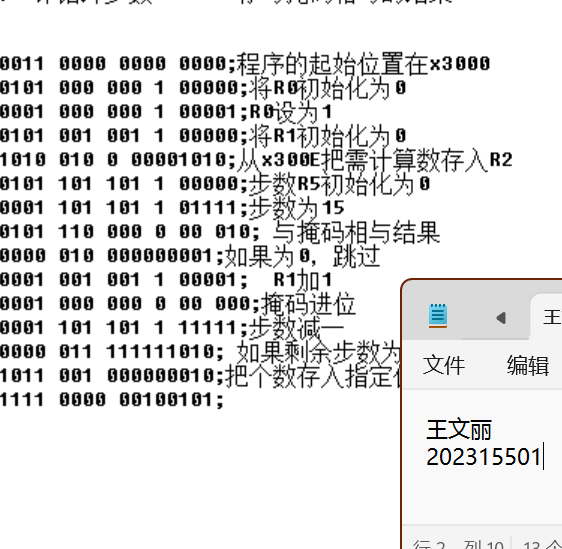 0011 0000 0000 0000;程序的起始位置在x3000
0101 000 000 1 00000;将R0初始化为0
0001 000 000 1 00001;R0设为1
0101 001 001 1 00000;将R1初始化为0
1010 010 0 00001010;从x300E把需计算数存入R2
0101 101 101 1 00000;步数R5初始化为0
0001 101 101 1 01111;步数为15
0101 110 000 0 00 010; 与掩码相与结果
0000 010 000000001;如果为0，跳过
0001 001 001 1 00001;  R1加1
0001 000 000 0 00 000;掩码进位
0001 101 101 1 11111;步数减一
0000 011 111111010; 如果剩余步数为
1011 001 000000010;把个数存入指定
1111 0000 00100101;
王
文件 编辑
王文丽
202315501
行 2，列 10 13 个